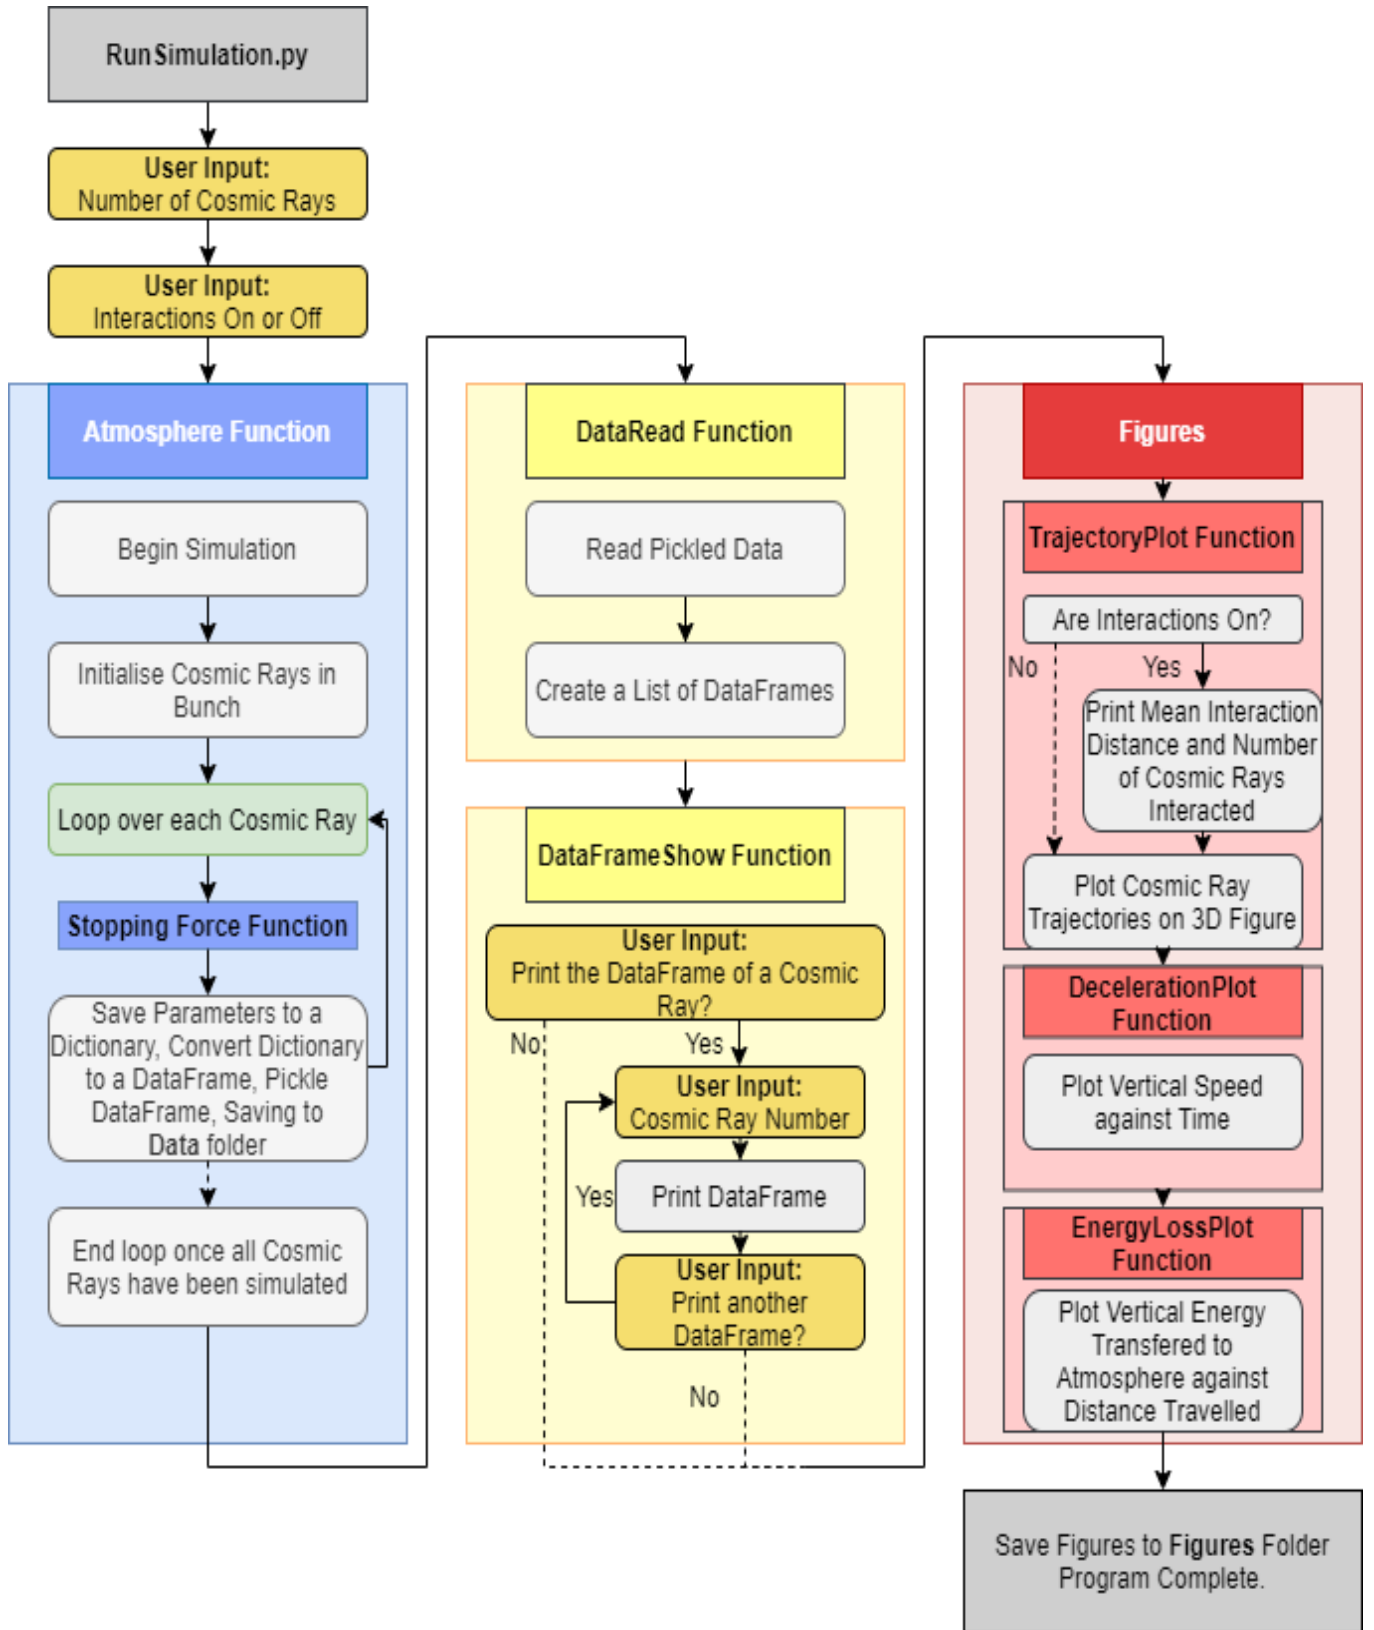 RunSimulation.py
User Input:
Number of Cosmic Rays
User Input:
Interactions On or Off
Atmosphere Function
Begin Simulation
Initialise Cosmic Rays in
Bunch
Loop over each Cosmic Ray
Stopping Force Function
Save Parameters to a
Dictionary, Convert Dictionary
to a DataFrame, Pickle
DataFrame, Saving to
Data folder
End loop once all Cosmic
Rays have been simulated
DataRead Function
Read Pickled Data
Create a List of DataFrames
DataFrameShow Function
User Input:
Print the DataFrame of a Cosmic
Ray?
No
Yes
User Input:
Cosmic Ray Number
Yes
Print DataFrame
User Input:
Print another
DataFrame?
No
Figures
TrajectoryPlot Function
Are Interactions On?
No
Yes
Print Mean Interaction
Distance and Number
of Cosmic Rays
Interacted
Plot Cosmic Ray
Trajectories on 3D Figure
DecelerationPlot
Function
Plot Vertical Speed
against Time
EnergyLossPlot
Function
Plot Vertical Energy
Transfered to
Atmosphere against
Distance Travelled
Save Figures to Figures Folder
Program Complete.